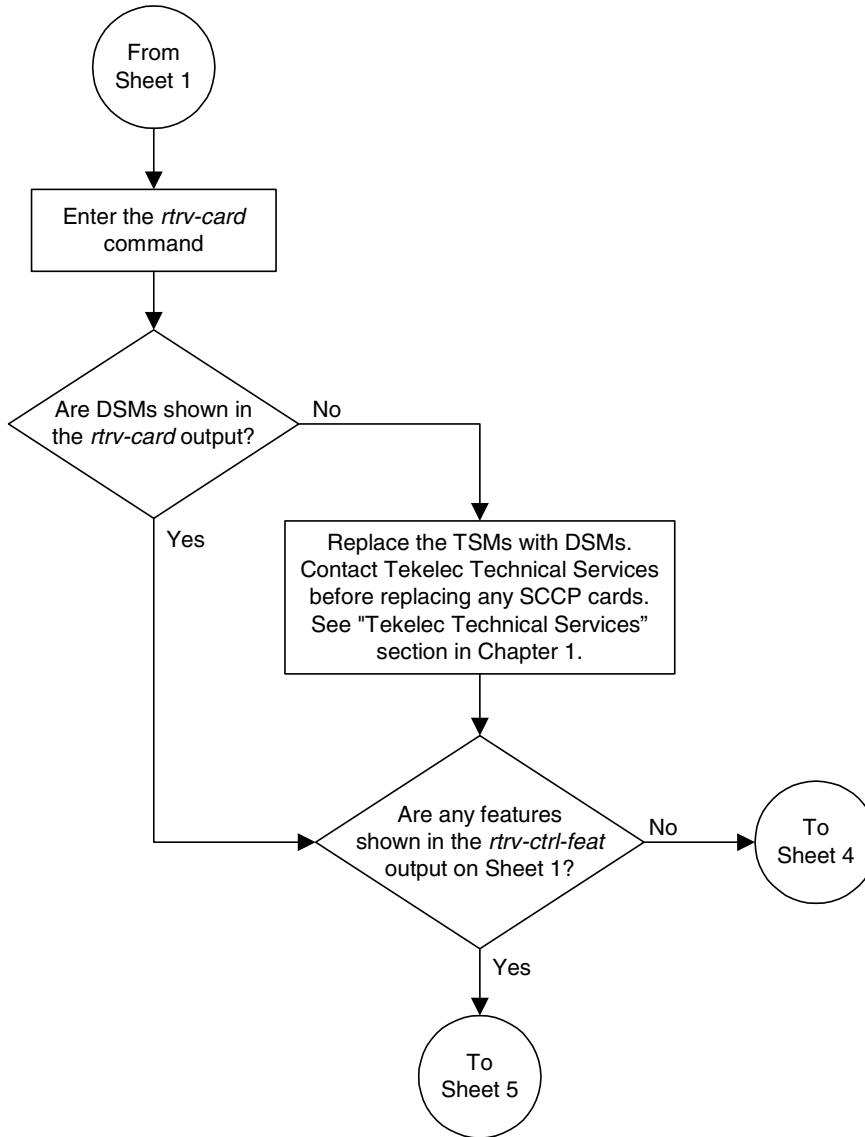 From
Sheet 1
Enter the rtrv-card
command
Are DSMs shown in
the rtrv-card output?
No
Yes
Replace the TSMs with DSMs.
Contact Tekelec Technical Services
before replacing any SCCP cards.
See "Tekelec Technical Services”
section in Chapter 1.
Are any features
shown in the rtrv-ctrl-feat
output on Sheet 1?
No
To
Sheet 4
Yes
To
Sheet 5